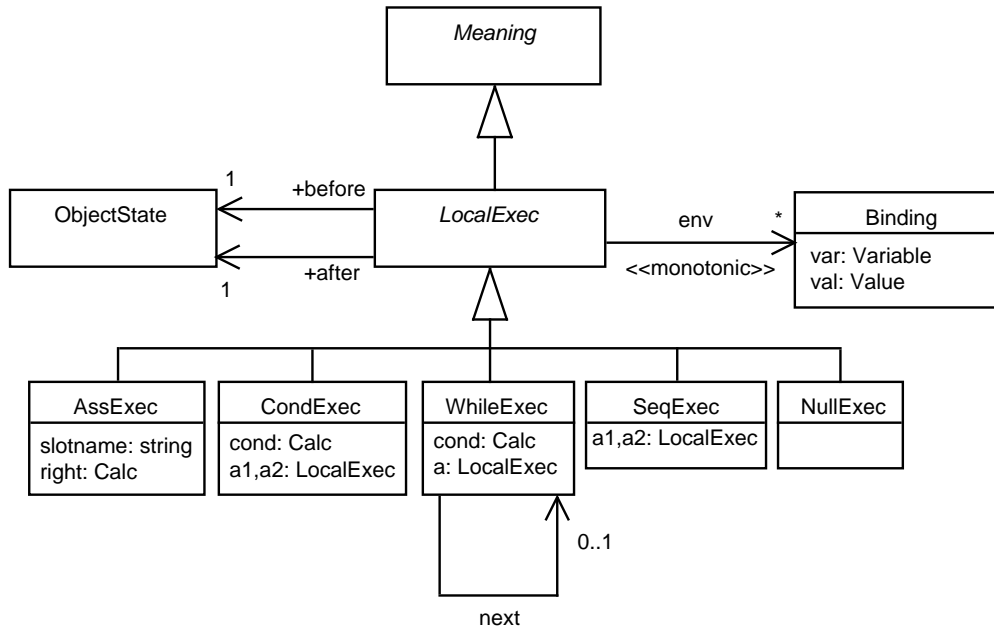 Meaning
1
+before
ObjectState
LocalExec
+after
1
env
*
<<monotonic>>
Binding
var: Variable
val: Value
AssExec
slotname: string
right: Calc
CondExec
cond: Calc
a1,a2: LocalExec
WhileExec
cond: Calc
a: LocalExec
SeqExec
a1,a2: LocalExec
NullExec
0..1
next